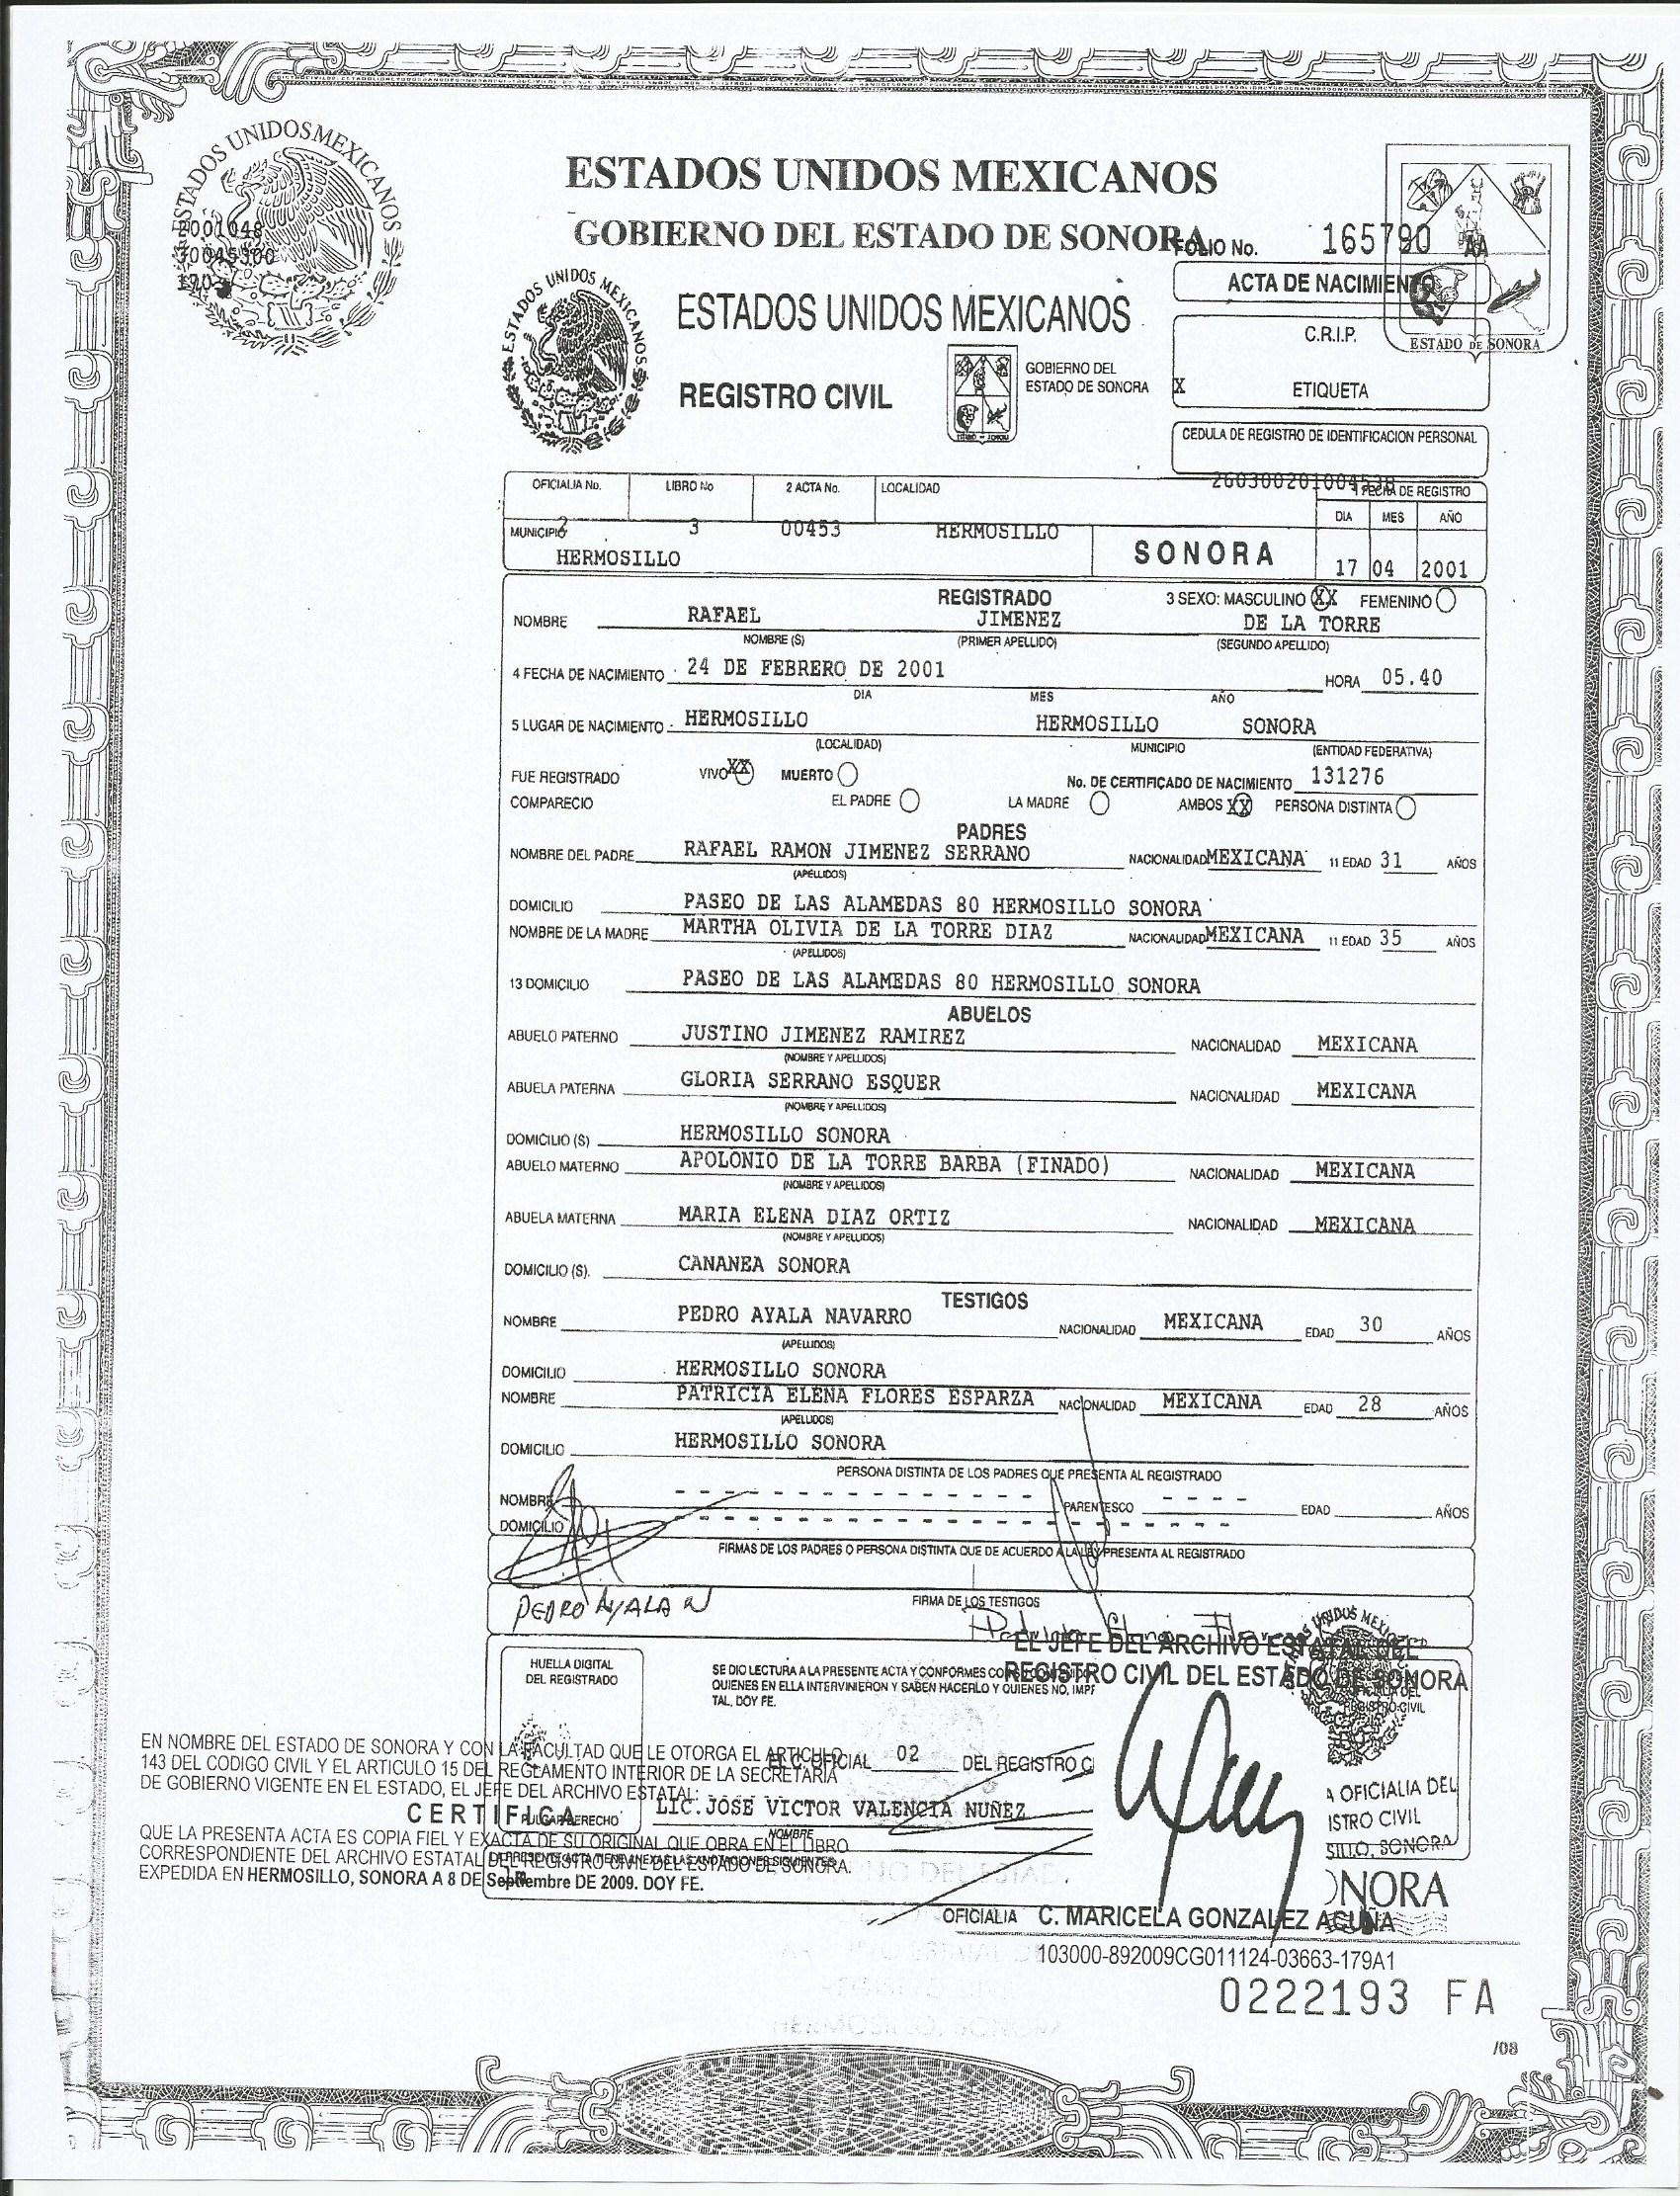 ESTADOS UNIDOS MEXICANOS
ESTADOS UNIDOS MEXICANOS
GOBIERNO DEL ESTADO DE SONORA
2001048
FOLIO No. 165790 AA
ACTA DE NACIMIENTO
ESTADOS UNIDOS MEXICANOS
ESTADOS UNIDOS MEXICANOS
C.R.I.P.
ESTADO DE SONORA
REGISTRO CIVIL
GOBIERNO DEL
ESTADO DE SONORA
X ETIQUETA
CEDULA DE REGISTRO DE IDENTIFICACION PERSONAL
OFICIALIA No. LIBRO No 2 ACTA No. LOCALIDAD FECHA DE REGISTRO
DIA MES AÑO
MUNICIPIO 2 3 00453 HERMOSILLO
HERMOSILLO SONORA 17 04 2001
REGISTRADO 3 SEXO: MASCULINO XX FEMENINO
NOMBRE RAFAEL JIMENEZ DE LA TORRE
NOMBRE (S) (PRIMER APELLIDO) (SEGUNDO APELLIDO)
4 FECHA DE NACIMIENTO 24 DE FEBRERO DE 2001 HORA 05.40
DIA MES AÑO
5 LUGAR DE NACIMIENTO HERMOSILLO HERMOSILLO SONORA
(LOCALIDAD) MUNICIPIO (ENTIDAD FEDERATIVA)
FUE REGISTRADO VIVO XX MUERTO No. DE CERTIFICADO DE NACIMIENTO 131276
COMPARECIO EL PADRE LA MADRE AMBOS XX PERSONA DISTINTA
PADRES
NOMBRE DEL PADRE RAFAEL RAMON JIMENEZ SERRANO NACIONALIDAD MEXICANA 11 EDAD 31 AÑOS
(APELLIDOS)
DOMICILIO PASEO DE LAS ALAMEDAS 80 HERMOSILLO SONORA
NOMBRE DE LA MADRE MARTHA OLIVIA DE LA TORRE DIAZ NACIONALIDAD MEXICANA 11 EDAD 35 AÑOS
(APELLIDOS)
13 DOMICILIO PASEO DE LAS ALAMEDAS 80 HERMOSILLO SONORA
ABUELOS
ABUELO PATERNO JUSTINO JIMENEZ RAMIREZ NACIONALIDAD MEXICANA
(NOMBRE Y APELLIDOS)
ABUELA PATERNA GLORIA SERRANO ESQUER NACIONALIDAD MEXICANA
(NOMBRE Y APELLIDOS)
DOMICILIO (S) HERMOSILLO SONORA
ABUELO MATERNO APOLONIO DE LA TORRE BARBA (FINADO) NACIONALIDAD MEXICANA
(NOMBRE Y APELLIDOS)
ABUELA MATERNA MARIA ELENA DIAZ ORTIZ NACIONALIDAD MEXICANA
(NOMBRE Y APELLIDOS)
DOMICILIO (S). CANANEA SONORA
TESTIGOS
NOMBRE PEDRO AYALA NAVARRO NACIONALIDAD MEXICANA EDAD 30 AÑOS
(APELLIDOS)
DOMICILIO HERMOSILLO SONORA
NOMBRE PATRICIA ELENA FLORES ESPARZA NACIONALIDAD MEXICANA EDAD 28 AÑOS
(APELLIDOS)
DOMICILIO HERMOSILLO SONORA
PERSONA DISTINTA DE LOS PADRES QUE PRESENTA AL REGISTRADO
NOMBRE PARENTESCO EDAD AÑOS
DOMICILIO
FIRMAS DE LOS PADRES O PERSONA DISTINTA QUE DE ACUERDO A LA LEY PRESENTA AL REGISTRADO
FIRMA DE LOS TESTIGOS
PEDRO AYALA N
EL JEFE DEL ARCHIVO ESTATAL DEL
REGISTRO CIVIL DEL ESTADO DE SONORA
HUELLA DIGITAL
DEL REGISTRADO
SE DIO LECTURA A LA PRESENTE ACTA Y CONFORMES CON SU CONTENIDO
QUIENES EN ELLA INTERVINIERON Y SABEN HACERLO Y QUIENES NO, IMPR
TAL, DOY FE.
EL C. OFICIAL 02 DEL REGISTRO C
EN NOMBRE DEL ESTADO DE SONORA Y CON LA FACULTAD QUE LE OTORGA EL ARTICULO
143 DEL CODIGO CIVIL Y EL ARTICULO 15 DEL REGLAMENTO INTERIOR DE LA SECRETARIA
DE GOBIERNO VIGENTE EN EL ESTADO, EL JEFE DEL ARCHIVO ESTATAL:
A OFICIALIA DEL
CERTIFICA
PULGAR DERECHO
LIC. JOSE VICTOR VALENCIA NUÑEZ
NOMBRE
ISTRO CIVIL
SILLO, SONORA
QUE LA PRESENTE ACTA ES COPIA FIEL Y EXACTA DE SU ORIGINAL QUE OBRA EN EL LIBRO
CORRESPONDIENTE DEL ARCHIVO ESTATAL DEL REGISTRO CIVIL DEL ESTADO DE SONORA.
LA PRESENTE ACTA TIENE ANEXAS LAS ANOTACIONES SIGUIENTES
EXPEDIDA EN HERMOSILLO, SONORA A 8 DE Septiembre DE 2009. DOY FE.
ONORA
OFICIALIA C. MARICELA GONZALEZ ACUÑA
103000-892009CG011124-03663-179A1
0222193 FA
/08